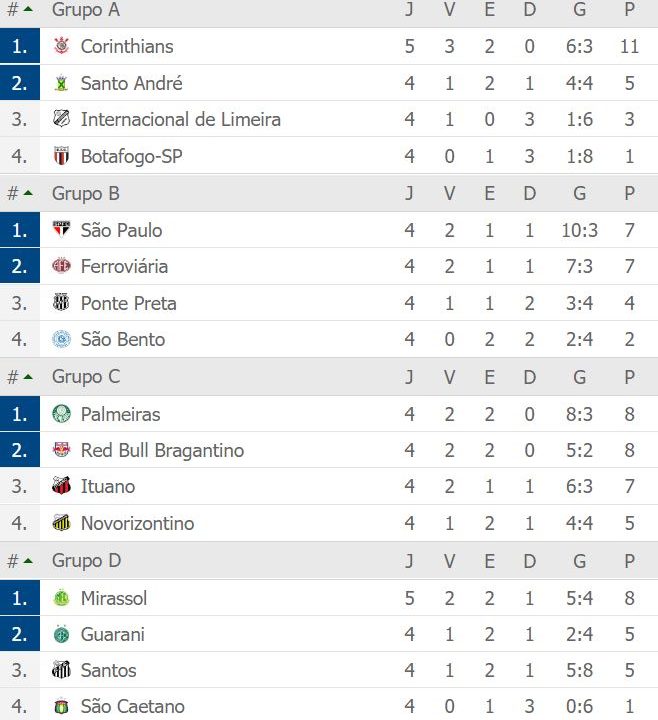 # Grupo A J V E D G P
1. Corinthians 5 3 2 0 6:3 11
2. Santo André 4 1 2 1 4:4 5
3. Internacional de Limeira 4 1 0 3 1:6 3
4. Botafogo-SP 4 0 1 3 1:8 1
# Grupo B J V E D G P
1. São Paulo 4 2 1 1 10:3 7
2. Ferroviária 4 2 1 1 7:3 7
3. Ponte Preta 4 1 1 2 3:4 4
4. São Bento 4 0 2 2 2:4 2
# Grupo C J V E D G P
1. Palmeiras 4 2 2 0 8:3 8
2. Red Bull Bragantino 4 2 2 0 5:2 8
3. Ituano 4 2 1 1 6:3 7
4. Novorizontino 4 1 2 1 4:4 5
# Grupo D J V E D G P
1. Mirassol 5 2 2 1 5:4 8
2. Guarani 4 1 2 1 2:4 5
3. Santos 4 1 2 1 5:8 5
4. São Caetano 4 0 1 3 0:6 1